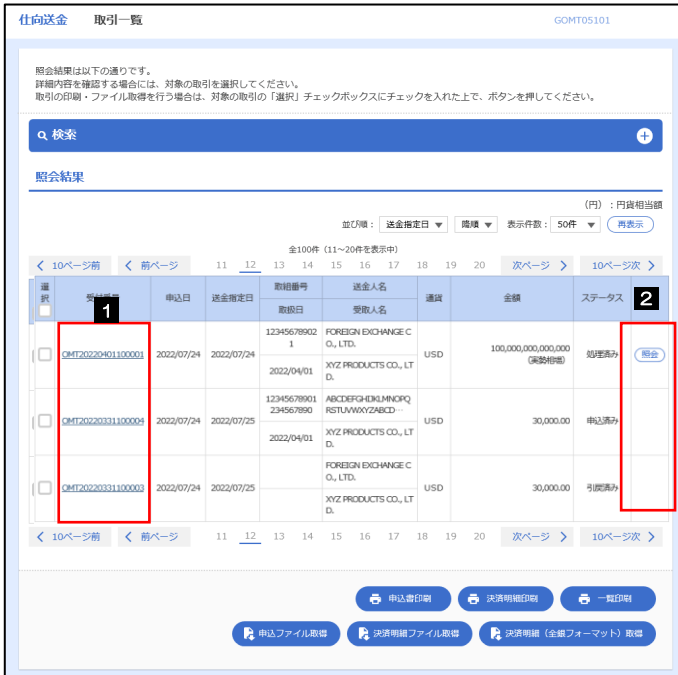 仕向送金 取引一覧 GOMT05101
照会結果は以下の通りです。
詳細内容を確認する場合には、対象の取引を選択してください。
取引の印刷・ファイル取得を行う場合は、対象の取引の「選択」チェックボックスにチェックを入れた上で、ボタンを押してください。
検索
照会結果
(円)：円貨相当額
並び順： 送金指定日 ▼ 降順 ▼ 表示件数： 50件 ▼ 再表示
全100件（11～20件を表示中）
10ページ前 前ページ 11 12 13 14 15 16 17 18 19 20 次ページ 10ページ次
選択 1 申込日 送金指定日 取組番号 送金人名 通貨 金額 ステータス 2
取扱日 受取人名
12345678902 FOREIGN EXCHANGE C
1 O., LTD.
OMT20220401100001 2022/07/24 2022/07/24 USD 100,000,000,000,000 処理済み 照会
(実勢相場)
2022/04/01 XYZ PRODUCTS CO., LT
D.
12345678901 ABCDEFGHIJKLMNOPQ
234567890 RSTUVWXYZABCD…
OMT20220331100004 2022/07/24 2022/07/25 USD 30,000.00 申込済み
2022/04/01 XYZ PRODUCTS CO., LT
D.
FOREIGN EXCHANGE C
O., LTD.
OMT20220331100003 2022/07/24 2022/07/25 USD 30,000.00 引戻済み
XYZ PRODUCTS CO., LT
D.
10ページ前 前ページ 11 12 13 14 15 16 17 18 19 20 次ページ 10ページ次
申込書印刷 決済明細印刷 一覧印刷
申込ファイル取得 決済明細ファイル取得 決済明細（全銀フォーマット）取得